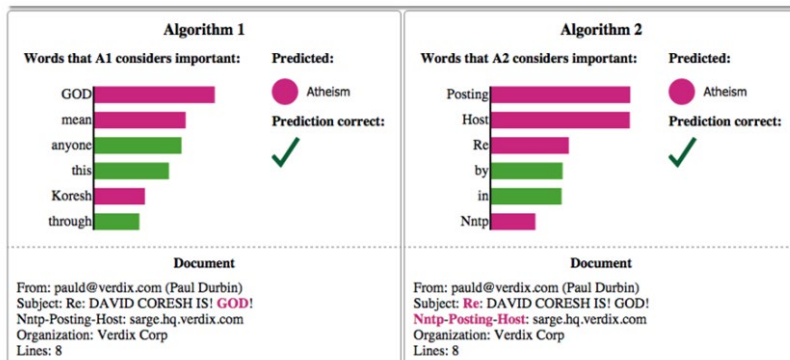 Algorithm 1
Words that A1 considers important:
Predicted:
GOD
mean
anyone
this
Koresh
through
Atheism
Prediction correct:
Document
From: pauld@verdix.com (Paul Durbin)
Subject: Re: DAVID CORESH IS! GOD!
Nntp-Posting-Host: sarge.hq.verdix.com
Organization: Verdix Corp
Lines: 8
Algorithm 2
Words that A2 considers important:
Predicted:
Posting
Host
Re
by
in
Nntp
Atheism
Prediction correct:
Document
From: pauld@verdix.com (Paul Durbin)
Subject: Re: DAVID CORESH IS! GOD!
Nntp-Posting-Host: sarge.hq.verdix.com
Organization: Verdix Corp
Lines: 8